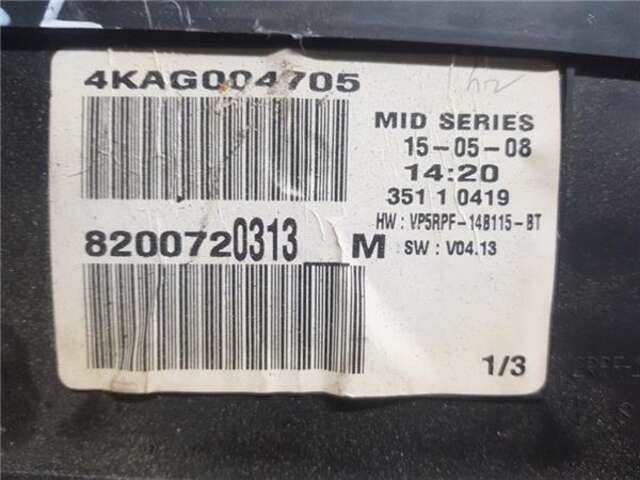 4KAG004705
MID SERIES
15-05-08
14:20
351 1 0419
HW : VP5RPF-14B115-BT
8200720313__M
SW : V04.13
1/3